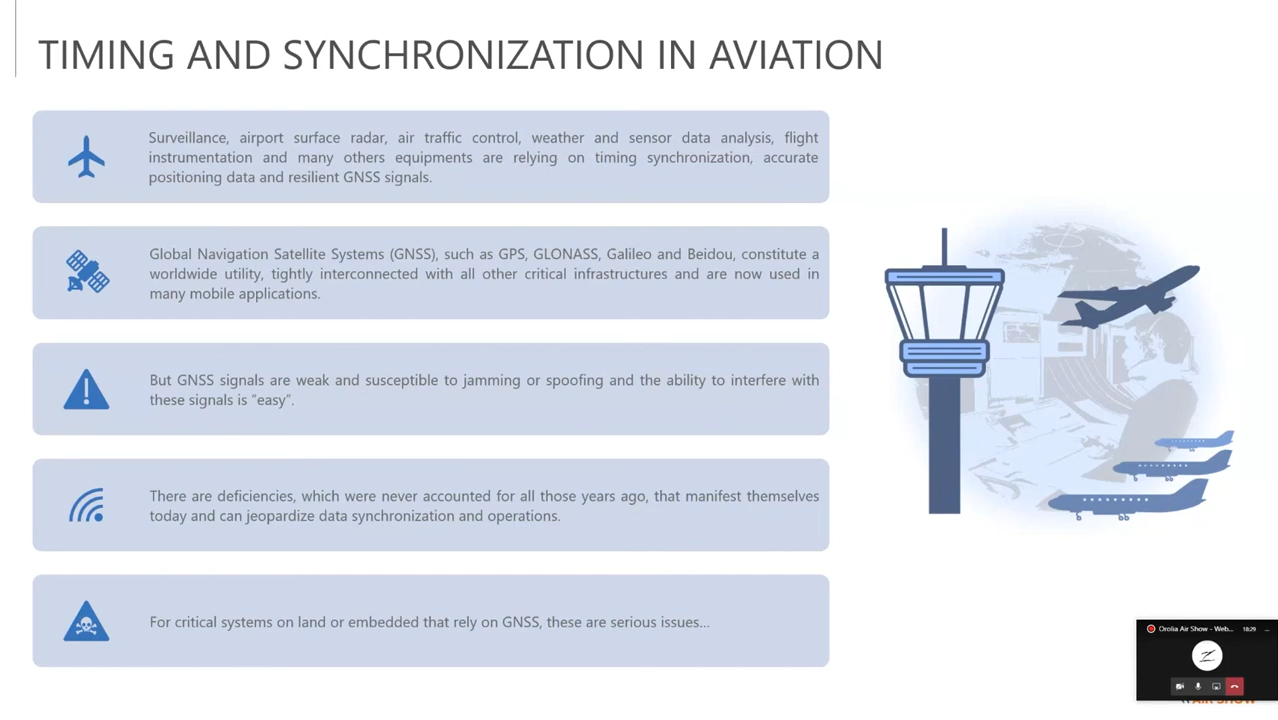 TIMING AND SYNCHRONIZATION IN AVIATION
Surveillance, airport surface radar, air traffic control, weather and sensor data analysis, flight
instrumentation and many others equipments are relying on timing synchronization, accurate
positioning data and resilient GNSS signals.
Global Navigation Satellite Systems (GNSS), such as GPS, GLONASS, Galileo and Beidou, constitute a
worldwide utility, tightly interconnected with all other critical infrastructures and are now used in
many mobile applications.
But GNSS signals are weak and susceptible to jamming or spoofing and the ability to interfere with
these signals is "easy".
There are deficiencies, which were never accounted for all those years ago, that manifest themselves
today and can jeopardize data synchronization and operations.
For critical systems on land or embedded that rely on GNSS, these are serious issues...
Orolia Air Show - Web... 18:29 ...
AIR SHOW